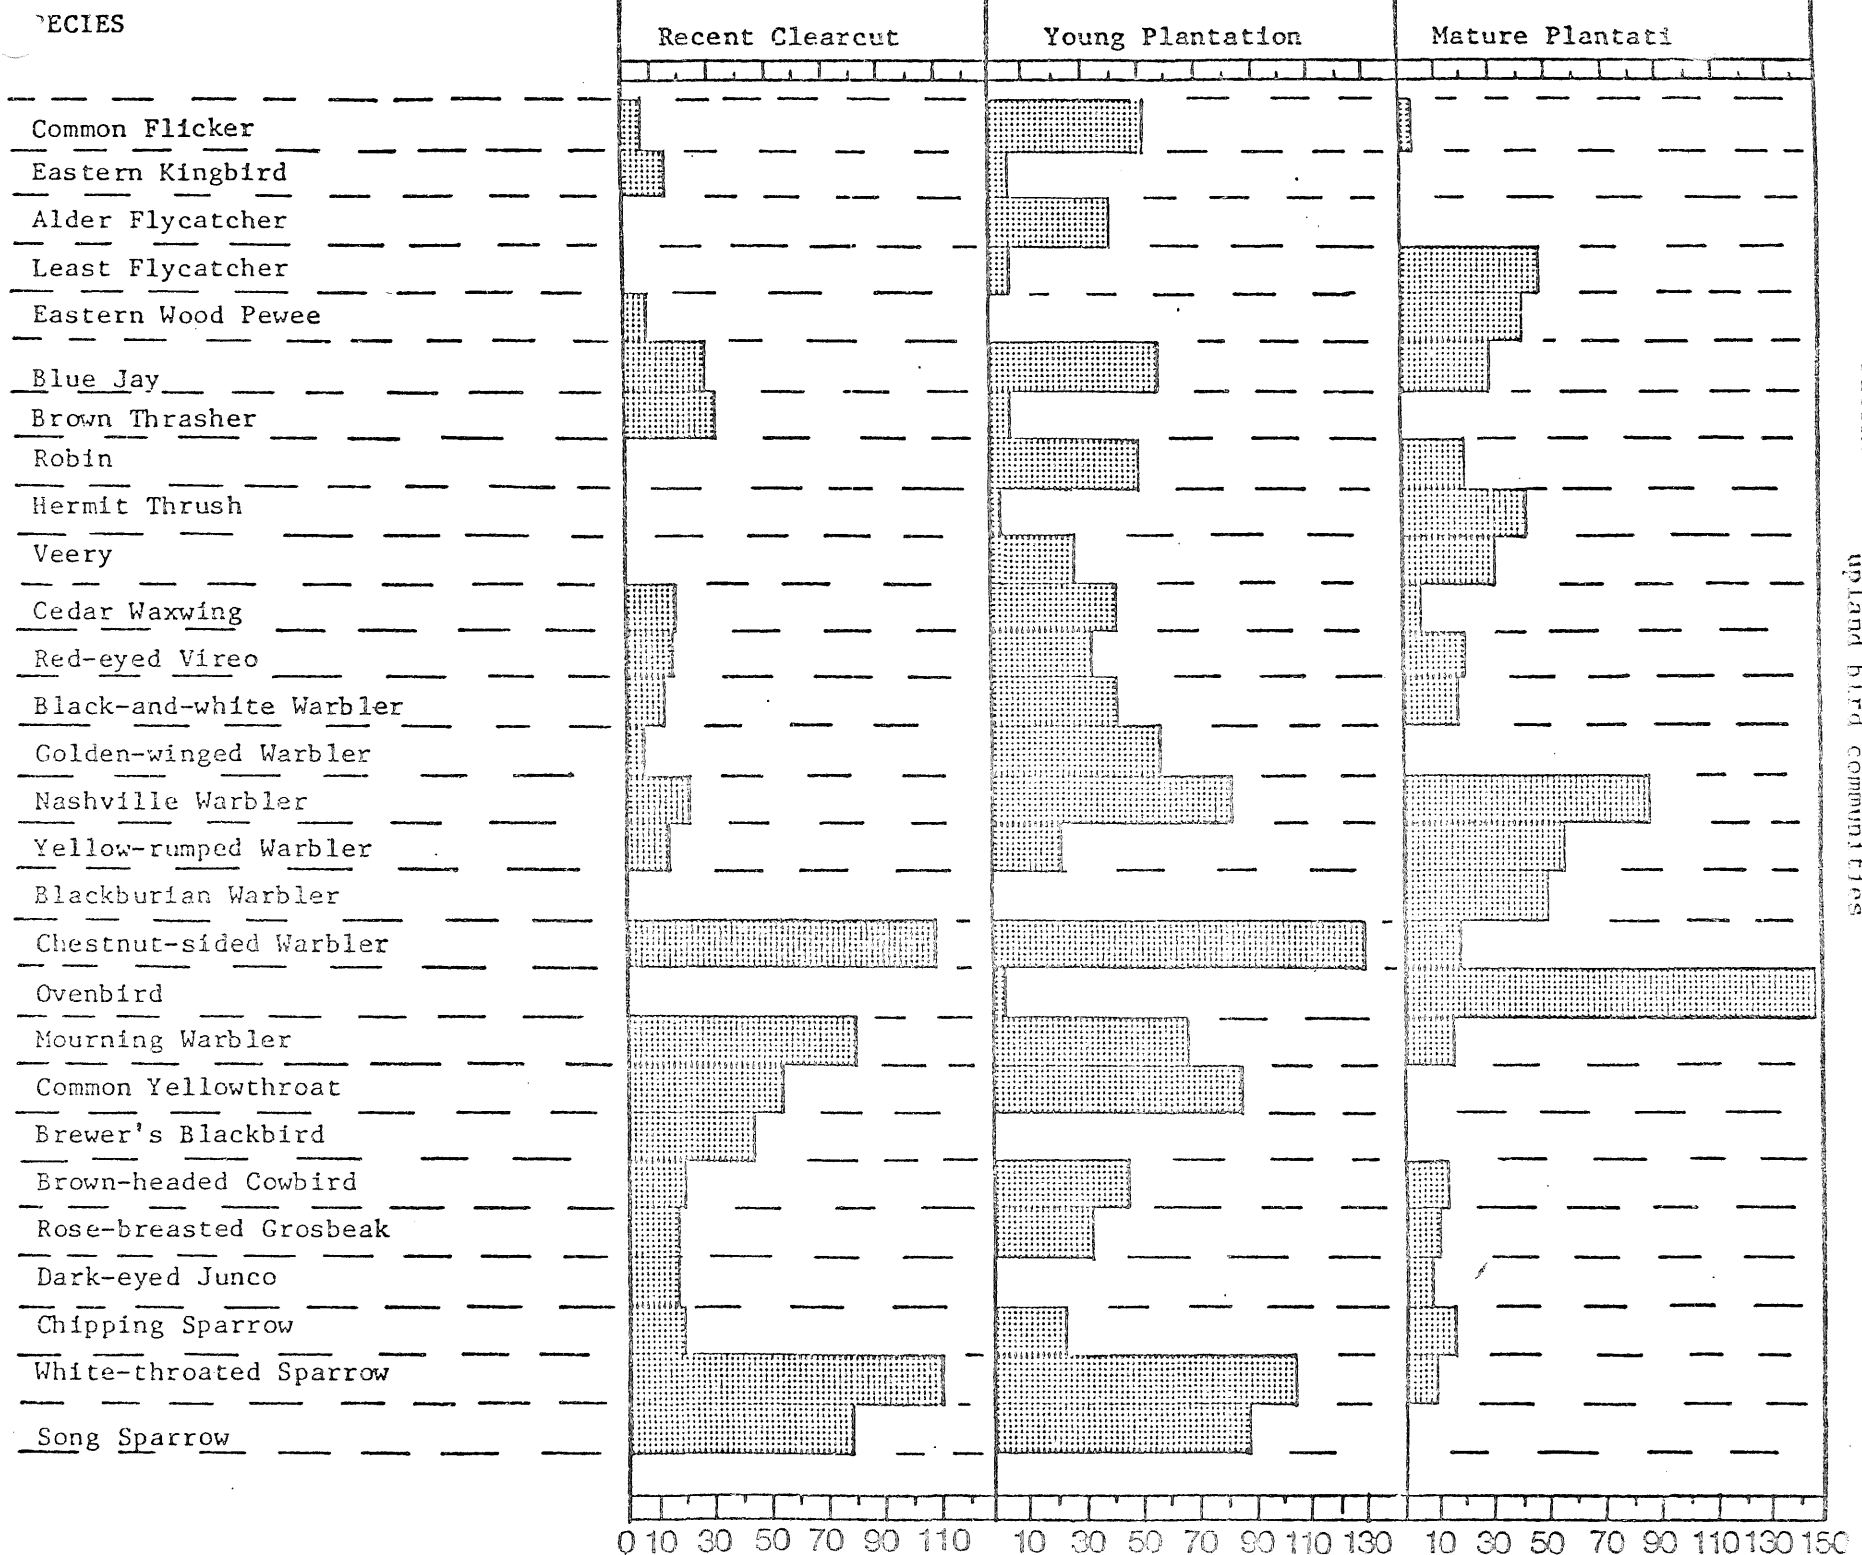 ECIES
Recent Clearcut Young Plantation Mature Plantati
Common Flicker
Eastern Kingbird
Alder Flycatcher
Least Flycatcher
Eastern Wood Pewee
Blue Jay
Brown Thrasher
Robin
Hermit Thrush
Veery
Cedar Waxwing
Red-eyed Vireo
Black-and-white Warbler
Golden-winged Warbler
Nashville Warbler
Yellow-rumped Warbler
Blackburian Warbler
Chestnut-sided Warbler
Ovenbird
Mourning Warbler
Common Yellowthroat
Brewer's Blackbird
Brown-headed Cowbird
Rose-breasted Grosbeak
Dark-eyed Junco
Chipping Sparrow
White-throated Sparrow
Song Sparrow
0 10 30 50 70 90 110 10 30 50 70 90 110 130 10 30 50 70 90 110 130 150
upland bird communities